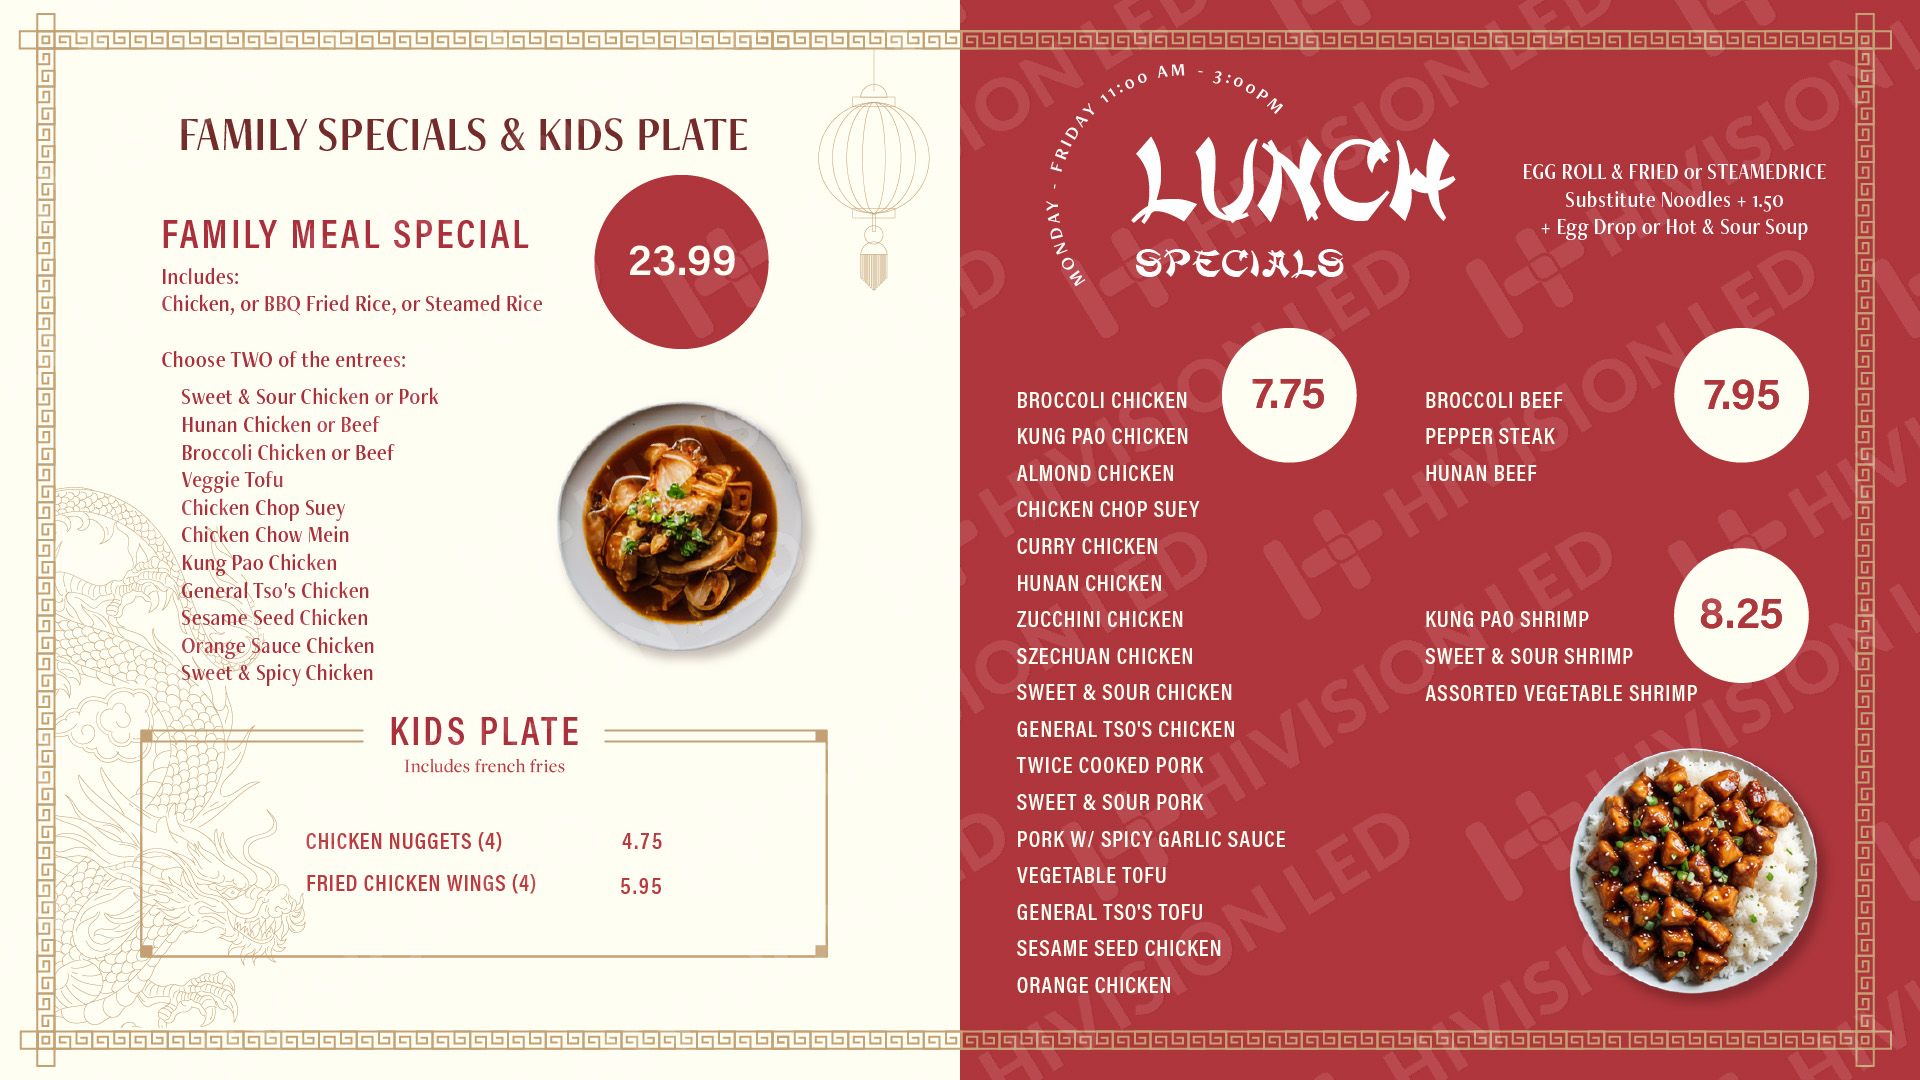 FAMILY SPECIALS & KIDS PLATE
FAMILY MEAL SPECIAL
23.99
Includes:
Chicken, or BBQ Fried Rice, or Steamed Rice
Choose TWO of the entrees:
Sweet & Sour Chicken or Pork
Hunan Chicken or Beef
Broccoli Chicken or Beef
Veggie Tofu
Chicken Chop Suey
Chicken Chow Mein
Kung Pao Chicken
General Tso's Chicken
Sesame Seed Chicken
Orange Sauce Chicken
Sweet & Spicy Chicken
KIDS PLATE
Includes french fries
CHICKEN NUGGETS (4) 4.75
FRIED CHICKEN WINGS (4) 5.95
MONDAY - FRIDAY 11:00 AM - 3:00PM
LUNCH
SPECIALS
EGG ROLL & FRIED or STEAMEDRICE
Substitute Noodles + 1.50
+ Egg Drop or Hot & Sour Soup
7.75
BROCCOLI CHICKEN
KUNG PAO CHICKEN
ALMOND CHICKEN
CHICKEN CHOP SUEY
CURRY CHICKEN
HUNAN CHICKEN
ZUCCHINI CHICKEN
SZECHUAN CHICKEN
SWEET & SOUR CHICKEN
GENERAL TSO'S CHICKEN
TWICE COOKED PORK
SWEET & SOUR PORK
PORK W/ SPICY GARLIC SAUCE
VEGETABLE TOFU
GENERAL TSO'S TOFU
SESAME SEED CHICKEN
ORANGE CHICKEN
7.95
BROCCOLI BEEF
PEPPER STEAK
HUNAN BEEF
8.25
KUNG PAO SHRIMP
SWEET & SOUR SHRIMP
ASSORTED VEGETABLE SHRIMP
HIVISION LED